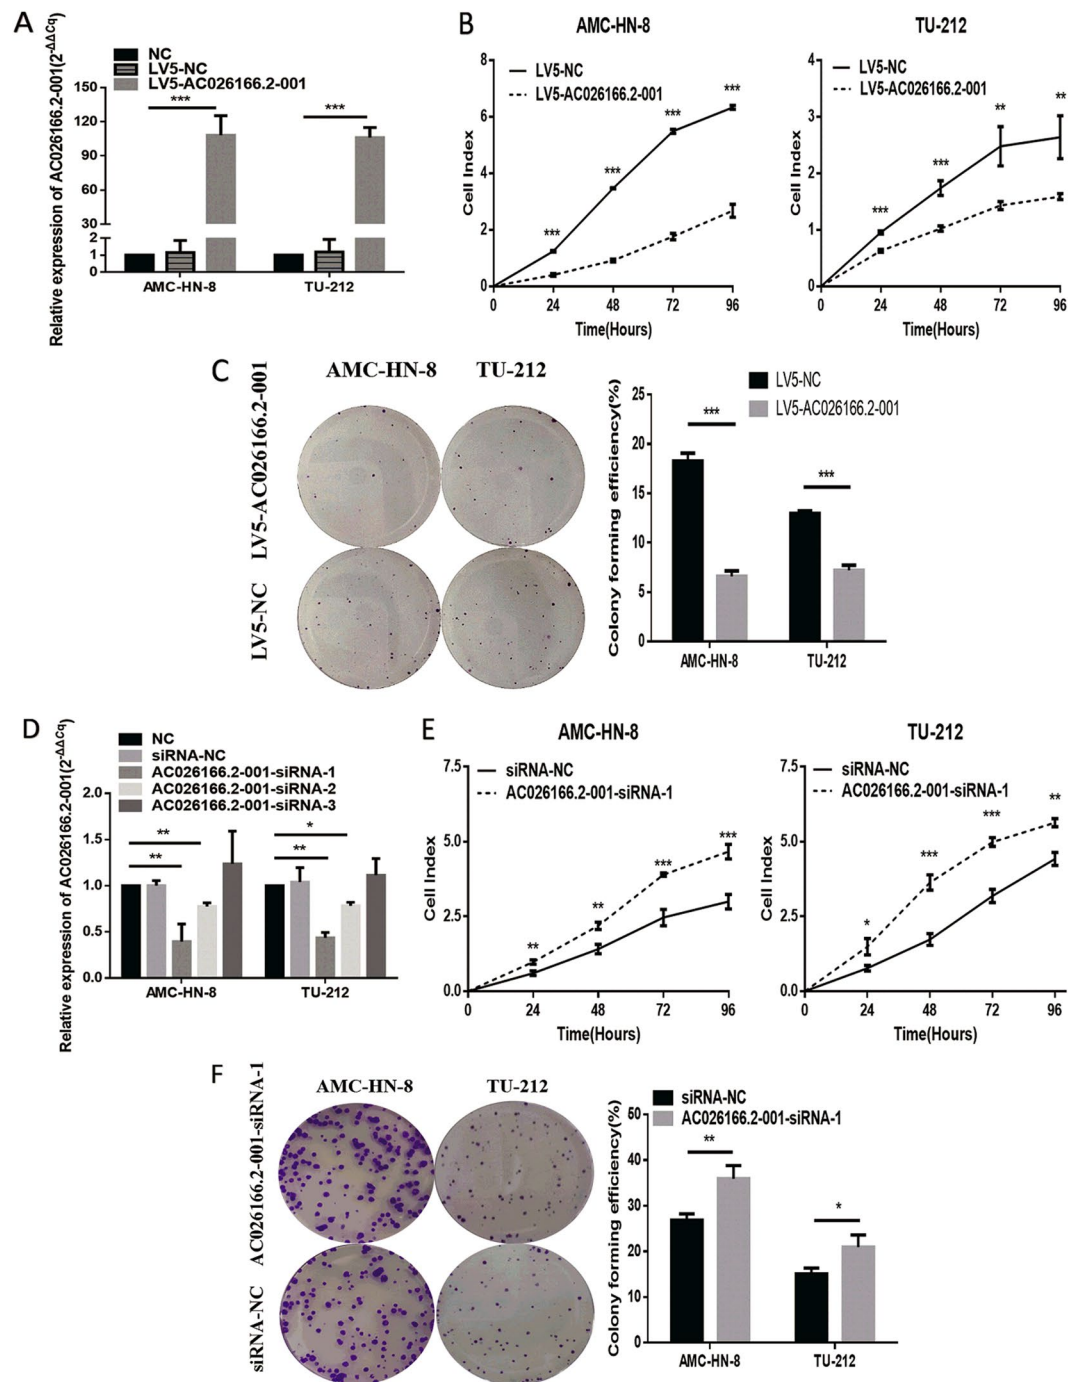 A
Relative expression of AC026166.2-001(2-ΔΔCq)
NC
LV5-NC
LV5-AC026166.2-001
150
120
90
60
30
2
1
0
***
***
AMC-HN-8
TU-212
B
AMC-HN-8
LV5-NC
LV5-AC026166.2-001
Cell Index
8
6
4
2
0
***
***
***
***
0
24
48
72
96
Time(Hours)
TU-212
LV5-NC
LV5-AC026166.2-001
Cell Index
4
3
2
1
0
***
***
**
**
0
24
48
72
96
Time(Hours)
C
AMC-HN-8
TU-212
LV5-AC026166.2-001
LV5-NC
LV5-NC
LV5-AC026166.2-001
Colony forming efficiency(%)
25
20
15
10
5
0
***
***
AMC-HN-8
TU-212
D
Relative expression of AC026166.2-001(2-ΔΔCq)
NC
siRNA-NC
AC026166.2-001-siRNA-1
AC026166.2-001-siRNA-2
AC026166.2-001-siRNA-3
2.0
1.5
1.0
0.5
0.0
**
**
*
**
AMC-HN-8
TU-212
E
AMC-HN-8
siRNA-NC
AC026166.2-001-siRNA-1
Cell Index
7.5
5.0
2.5
0.0
**
**
***
***
0
24
48
72
96
Time(Hours)
TU-212
siRNA-NC
AC026166.2-001-siRNA-1
Cell Index
7.5
5.0
2.5
0.0
*
***
***
**
0
24
48
72
96
Time(Hours)
F
AMC-HN-8
TU-212
AC026166.2-001-siRNA-1
siRNA-NC
siRNA-NC
AC026166.2-001-siRNA-1
Colony forming efficiency(%)
50
40
30
20
10
0
**
*
AMC-HN-8
TU-212